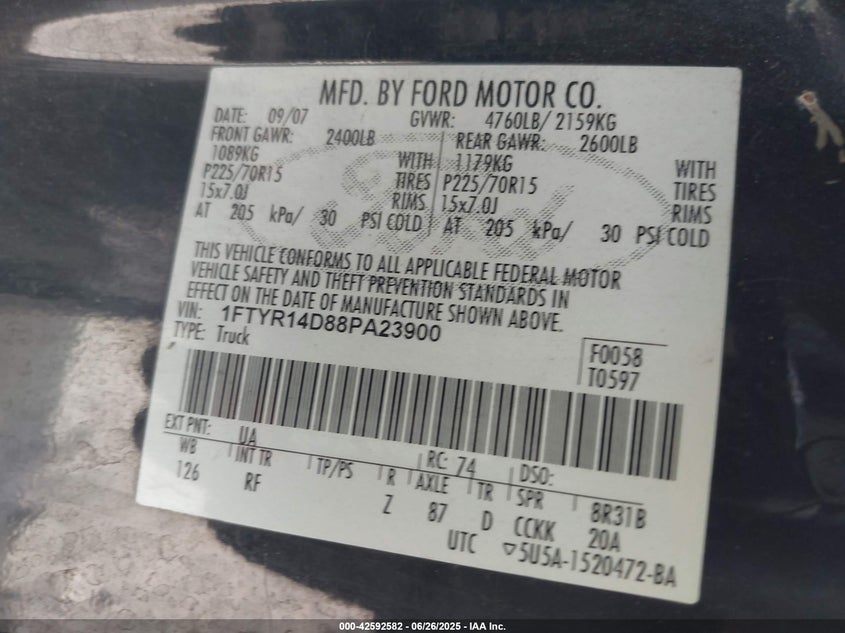 MFD. BY FORD MOTOR CO.
DATE: 09/07 GVWR: 4760LB/ 2159KG
FRONT GAWR: 2400LB REAR GAWR: 2600LB
1089KG WITH 1179KG WITH
P225/70R15 TIRES P225/70R15 TIRES
15x7.0J RIMS 15x7.0J RIMS
AT 205 kPa/ 30 PSI COLD AT 205 kPa/ 30 PSI COLD
THIS VEHICLE CONFORMS TO ALL APPLICABLE FEDERAL MOTOR
VEHICLE SAFETY AND THEFT PREVENTION STANDARDS IN
EFFECT ON THE DATE OF MANUFACTURE SHOWN ABOVE.
VIN: 1FTYR14D88PA23900
TYPE: Truck
F0058
T0597
EXT PNT: UA RC: 74 DSO:
WB INT TR TP/PS R AXLE TR SPR 8R31B
126 RF Z 87 D CCKK 20A
UTC ▽5U5A-1520472-BA
000-42592582 - 06/26/2025 - IAA Inc.